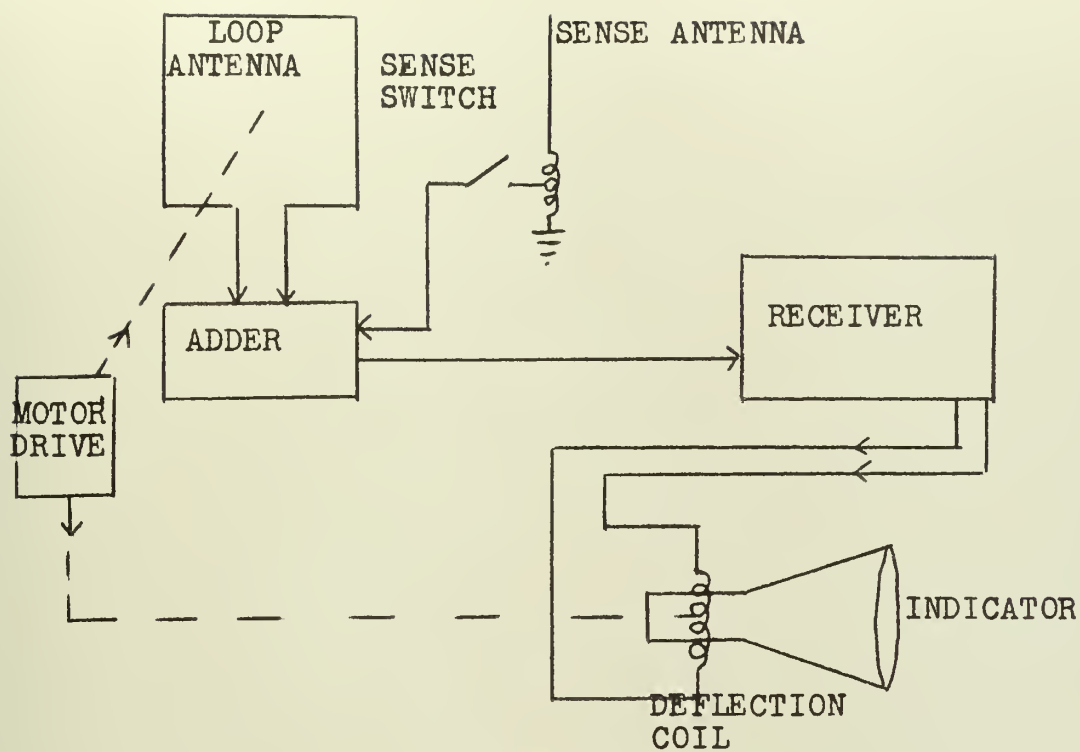 LOOP
ANTENNA
SENSE
SWITCH
SENSE ANTENNA
ADDER
RECEIVER
MOTOR
DRIVE
INDICATOR
DEFLECTION
COIL